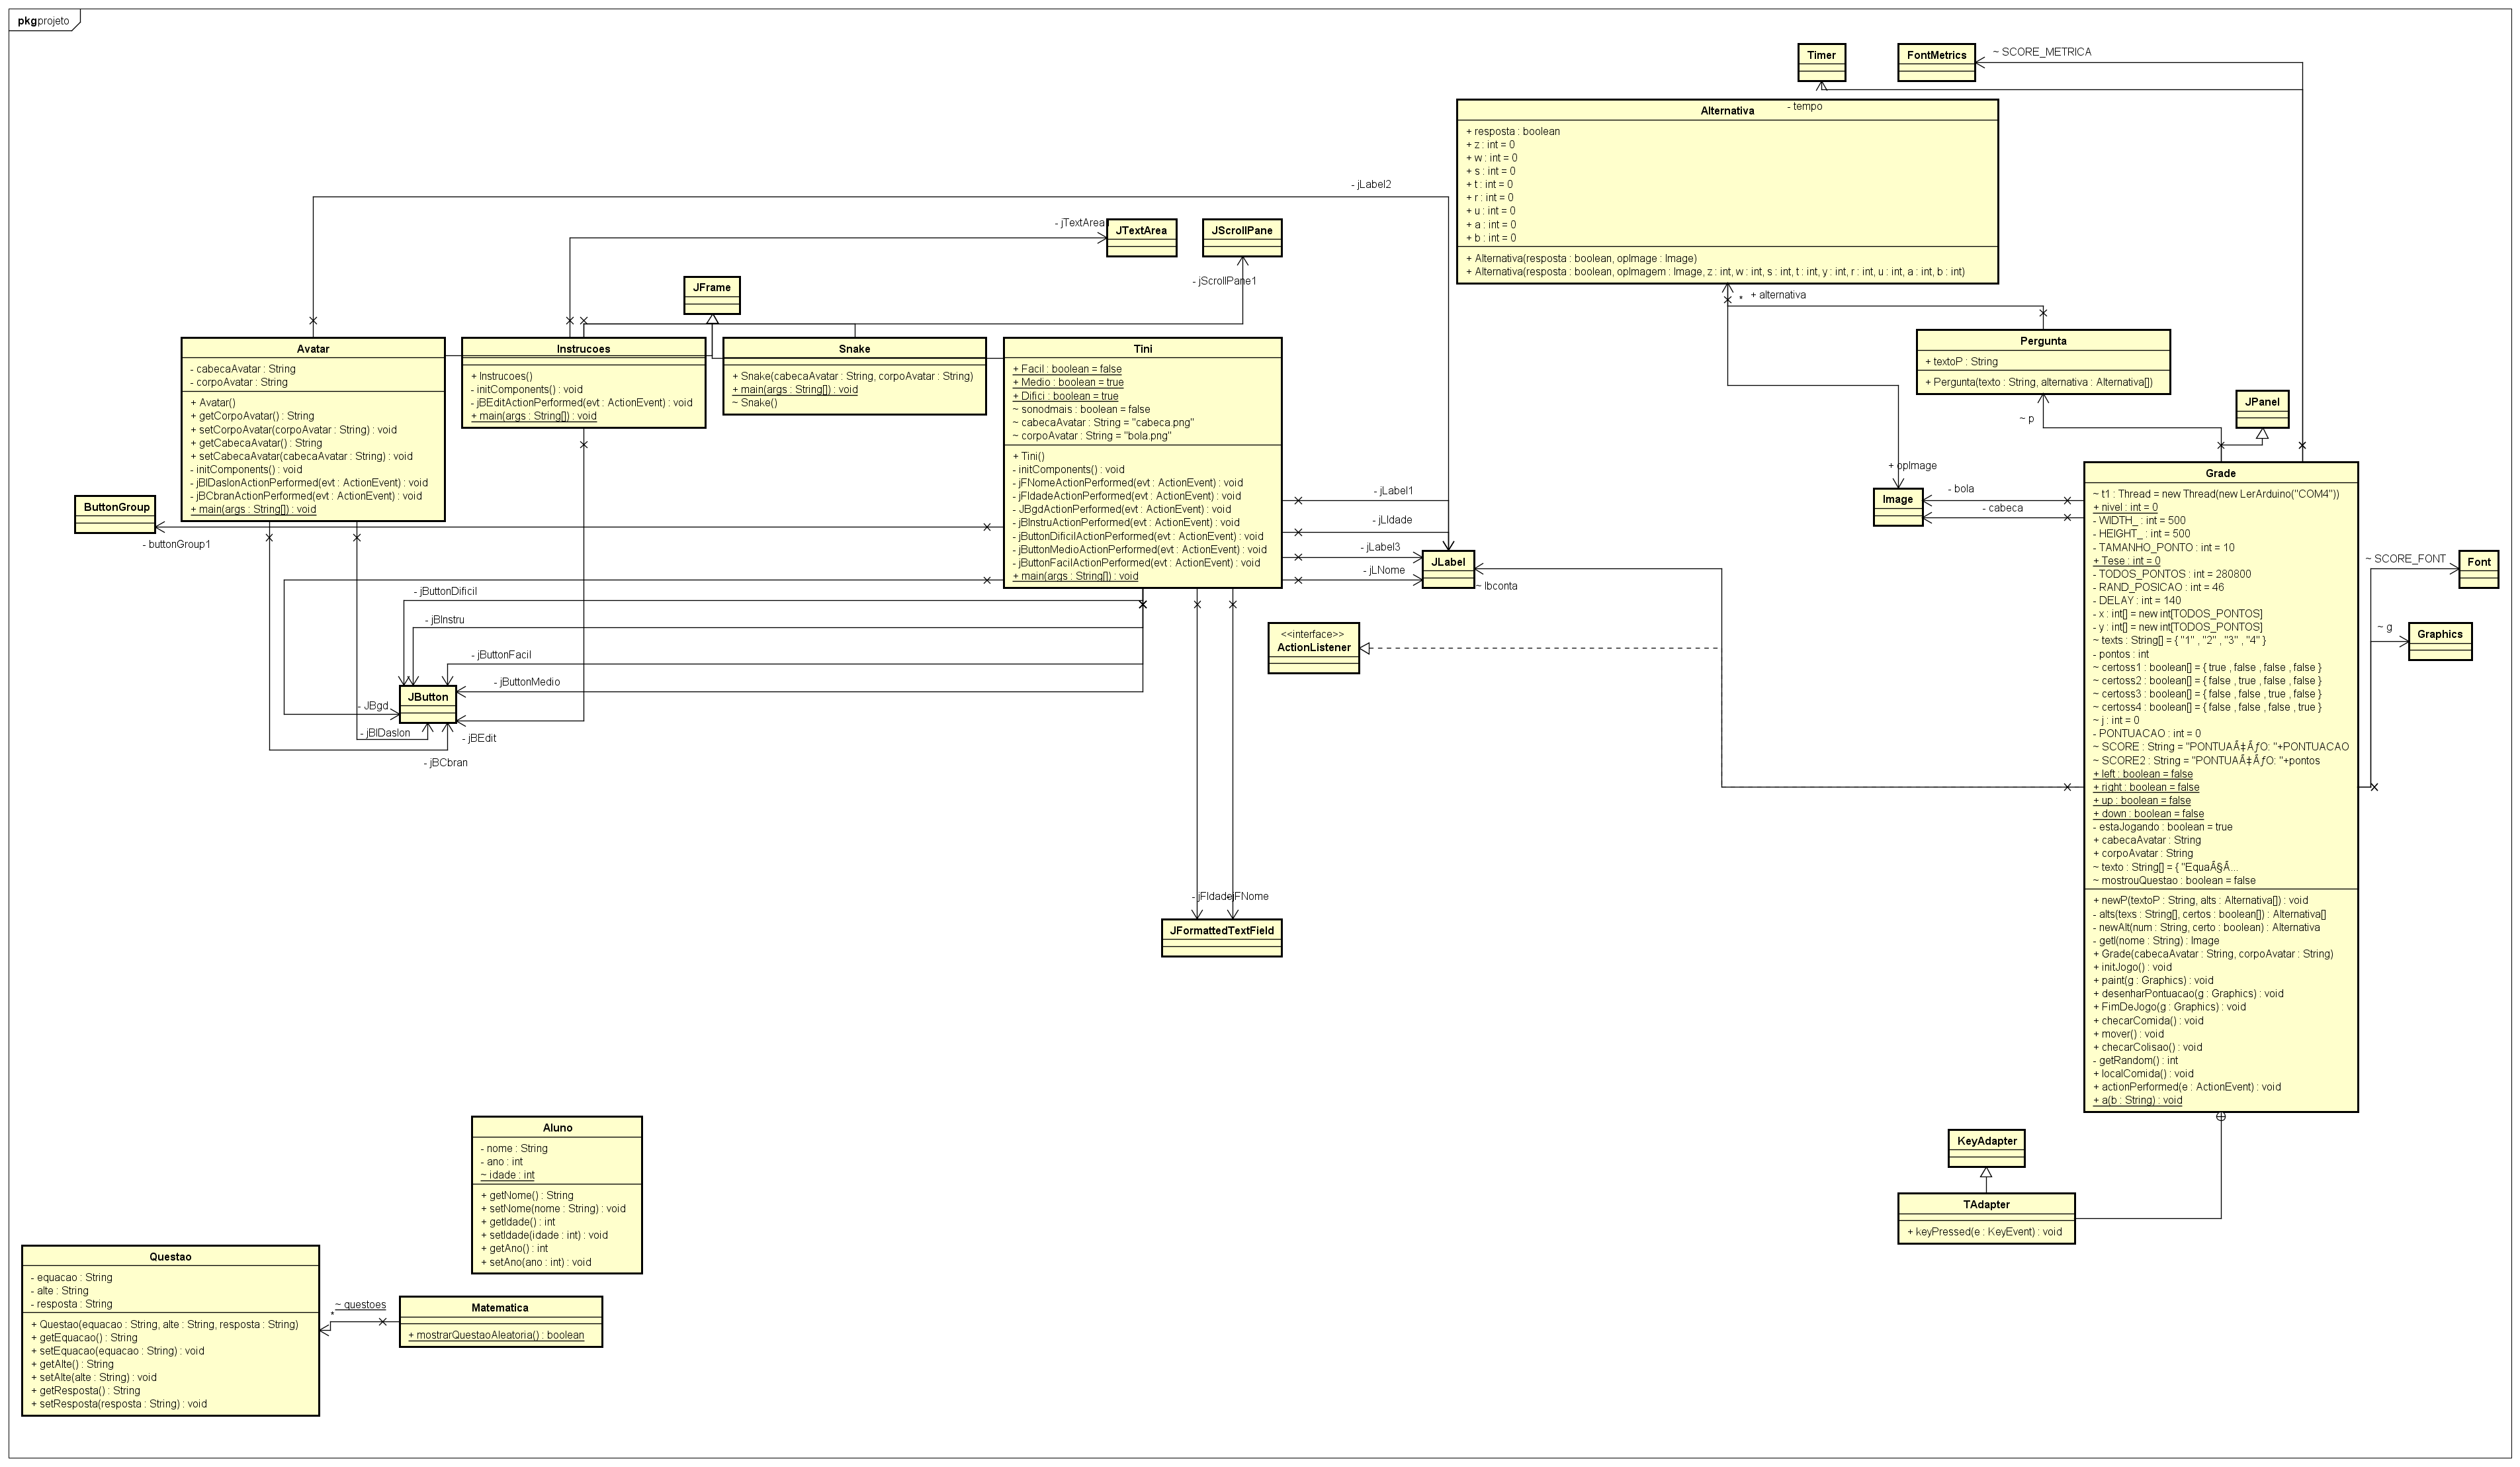 pkg projeto
Timer
FontMetrics
~ SCORE_METRICA
- tempo
Alternativa
+ resposta : boolean
+ z : int = 0
+ w : int = 0
+ s : int = 0
+ t : int = 0
+ r : int = 0
+ u : int = 0
+ a : int = 0
+ b : int = 0
+ Alternativa(resposta : boolean, opImage : Image)
+ Alternativa(resposta : boolean, opImagem : Image, z : int, w : int, s : int, t : int, y : int, r : int, u : int, a : int, b : int)
- jLabel2
- jTextArea
JTextArea
JScrollPane
- jScrollPane1
JFrame
* + alternativa
Avatar
- cabecaAvatar : String
- corpoAvatar : String
+ Avatar()
+ getCorpoAvatar() : String
+ setCorpoAvatar(corpoAvatar : String) : void
+ getCabecaAvatar() : String
+ setCabecaAvatar(cabecaAvatar : String) : void
- initComponents() : void
- jBIDaslonActionPerformed(evt : ActionEvent) : void
- jBCbranActionPerformed(evt : ActionEvent) : void
+ main(args : String[]) : void
Instrucoes
+ Instrucoes()
- initComponents() : void
- jBEditActionPerformed(evt : ActionEvent) : void
+ main(args : String[]) : void
Snake
+ Snake(cabecaAvatar : String, corpoAvatar : String)
+ main(args : String[]) : void
~ Snake()
Tini
+ Facil : boolean = false
+ Medio : boolean = true
+ Difici : boolean = true
~ sonodmais : boolean = false
~ cabecaAvatar : String = "cabeca.png"
~ corpoAvatar : String = "bola.png"
+ Tini()
- initComponents() : void
- jFNomeActionPerformed(evt : ActionEvent) : void
- jFIdadeActionPerformed(evt : ActionEvent) : void
- JBgdActionPerformed(evt : ActionEvent) : void
- jBInstruActionPerformed(evt : ActionEvent) : void
- jButtonDificilActionPerformed(evt : ActionEvent) : void
- jButtonMedioActionPerformed(evt : ActionEvent) : void
- jButtonFacilActionPerformed(evt : ActionEvent) : void
+ main(args : String[]) : void
Pergunta
+ textoP : String
+ Pergunta(texto : String, alternativa : Alternativa[])
~ p
JPanel
+ opImage
Image
- bola
- cabeca
ButtonGroup
- buttonGroup1
- jLabel1
- jLIdade
- jLabel3
- jLNome
JLabel
~ lbconta
<<interface>>
ActionListener
Grade
~ t1 : Thread = new Thread(new LerArduino("COM4"))
+ nivel : int = 0
- WIDTH_ : int = 500
- HEIGHT_ : int = 500
- TAMANHO_PONTO : int = 10
+ Tese : int = 0
- TODOS_PONTOS : int = 280800
- RAND_POSICAO : int = 46
- DELAY : int = 140
- x : int[] = new int[TODOS_PONTOS]
- y : int[] = new int[TODOS_PONTOS]
~ texts : String[] = { "1" , "2" , "3" , "4" }
- pontos : int
~ certoss1 : boolean[] = { true , false , false , false }
~ certoss2 : boolean[] = { false , true , false , false }
~ certoss3 : boolean[] = { false , false , true , false }
~ certoss4 : boolean[] = { false , false , false , true }
~ j : int = 0
- PONTUACAO : int = 0
~ SCORE : String = "PONTUAÃ‡ÃƒO: "+PONTUACAO
~ SCORE2 : String = "PONTUAÃ‡ÃƒO: "+pontos
+ left : boolean = false
+ right : boolean = false
+ up : boolean = false
+ down : boolean = false
- estaJogando : boolean = true
+ cabecaAvatar : String
+ corpoAvatar : String
~ texto : String[] = { "EquaÃ§Ã...
~ mostrouQuestao : boolean = false
+ newP(textoP : String, alts : Alternativa[]) : void
- alts(texs : String[], certos : boolean[]) : Alternativa[]
- newAlt(num : String, certo : boolean) : Alternativa
- getI(nome : String) : Image
+ Grade(cabecaAvatar : String, corpoAvatar : String)
+ initJogo() : void
+ paint(g : Graphics) : void
+ desenharPontuacao(g : Graphics) : void
+ FimDeJogo(g : Graphics) : void
+ checarComida() : void
+ mover() : void
+ checarColisao() : void
- getRandom() : int
+ localComida() : void
+ actionPerformed(e : ActionEvent) : void
+ a(b : String) : void
~ SCORE_FONT
Font
~ g
Graphics
- jButtonDificil
- jBInstru
- jButtonFacil
- jButtonMedio
JButton
- JBgd
- jBIDaslon
- jBEdit
- jBCbran
- jFIdade
jFNome
JFormattedTextField
KeyAdapter
TAdapter
+ keyPressed(e : KeyEvent) : void
Aluno
- nome : String
- ano : int
~ idade : int
+ getNome() : String
+ setNome(nome : String) : void
+ getIdade() : int
+ setIdade(idade : int) : void
+ getAno() : int
+ setAno(ano : int) : void
Questao
- equacao : String
- alte : String
- resposta : String
+ Questao(equacao : String, alte : String, resposta : String)
+ getEquacao() : String
+ setEquacao(equacao : String) : void
+ getAlte() : String
+ setAlte(alte : String) : void
+ getResposta() : String
+ setResposta(resposta : String) : void
~ questoes
*
Matematica
+ mostrarQuestaoAleatoria() : boolean